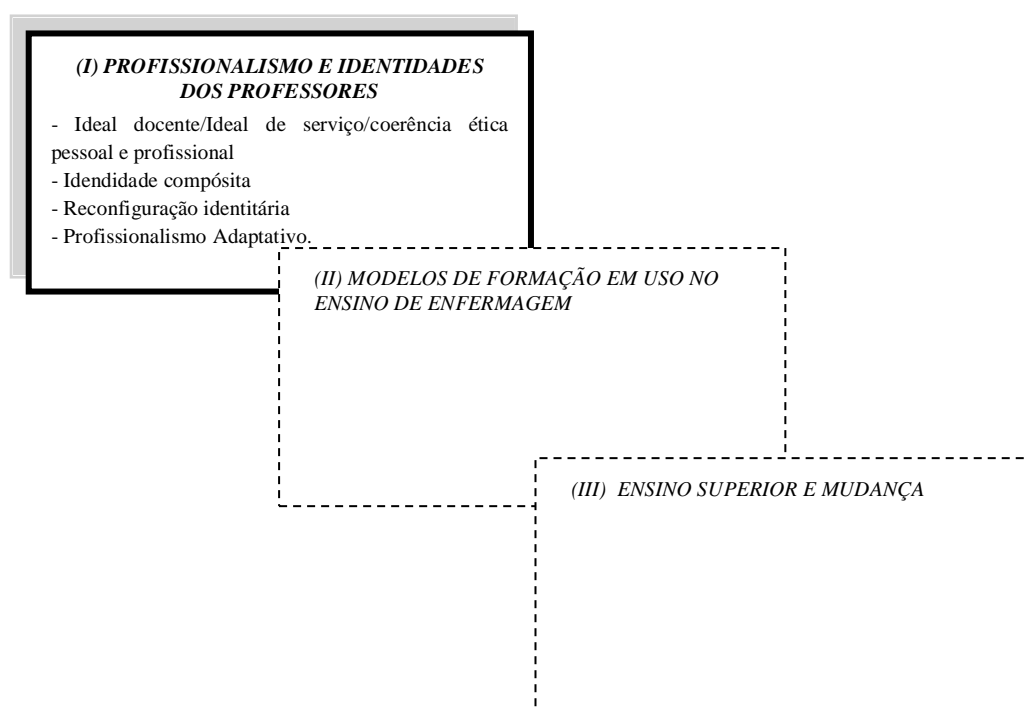 (I) PROFISSIONALISMO E IDENTIDADES
DOS PROFESSORES
- Ideal docente/Ideal de serviço/coerência ética
pessoal e profissional
- Idendidade compósita
- Reconfiguração identitária
- Profissionalismo Adaptativo.
(II) MODELOS DE FORMAÇÃO EM USO NO
ENSINO DE ENFERMAGEM
(III) ENSINO SUPERIOR E MUDANÇA